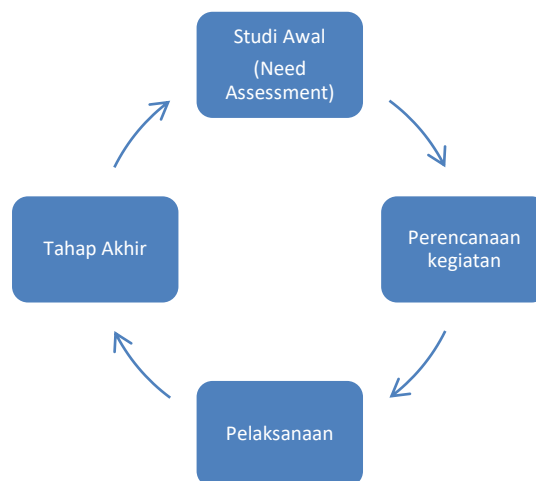 Studi Awal
(Need
Assessment)
Perencanaan
kegiatan
Pelaksanaan
Tahap Akhir